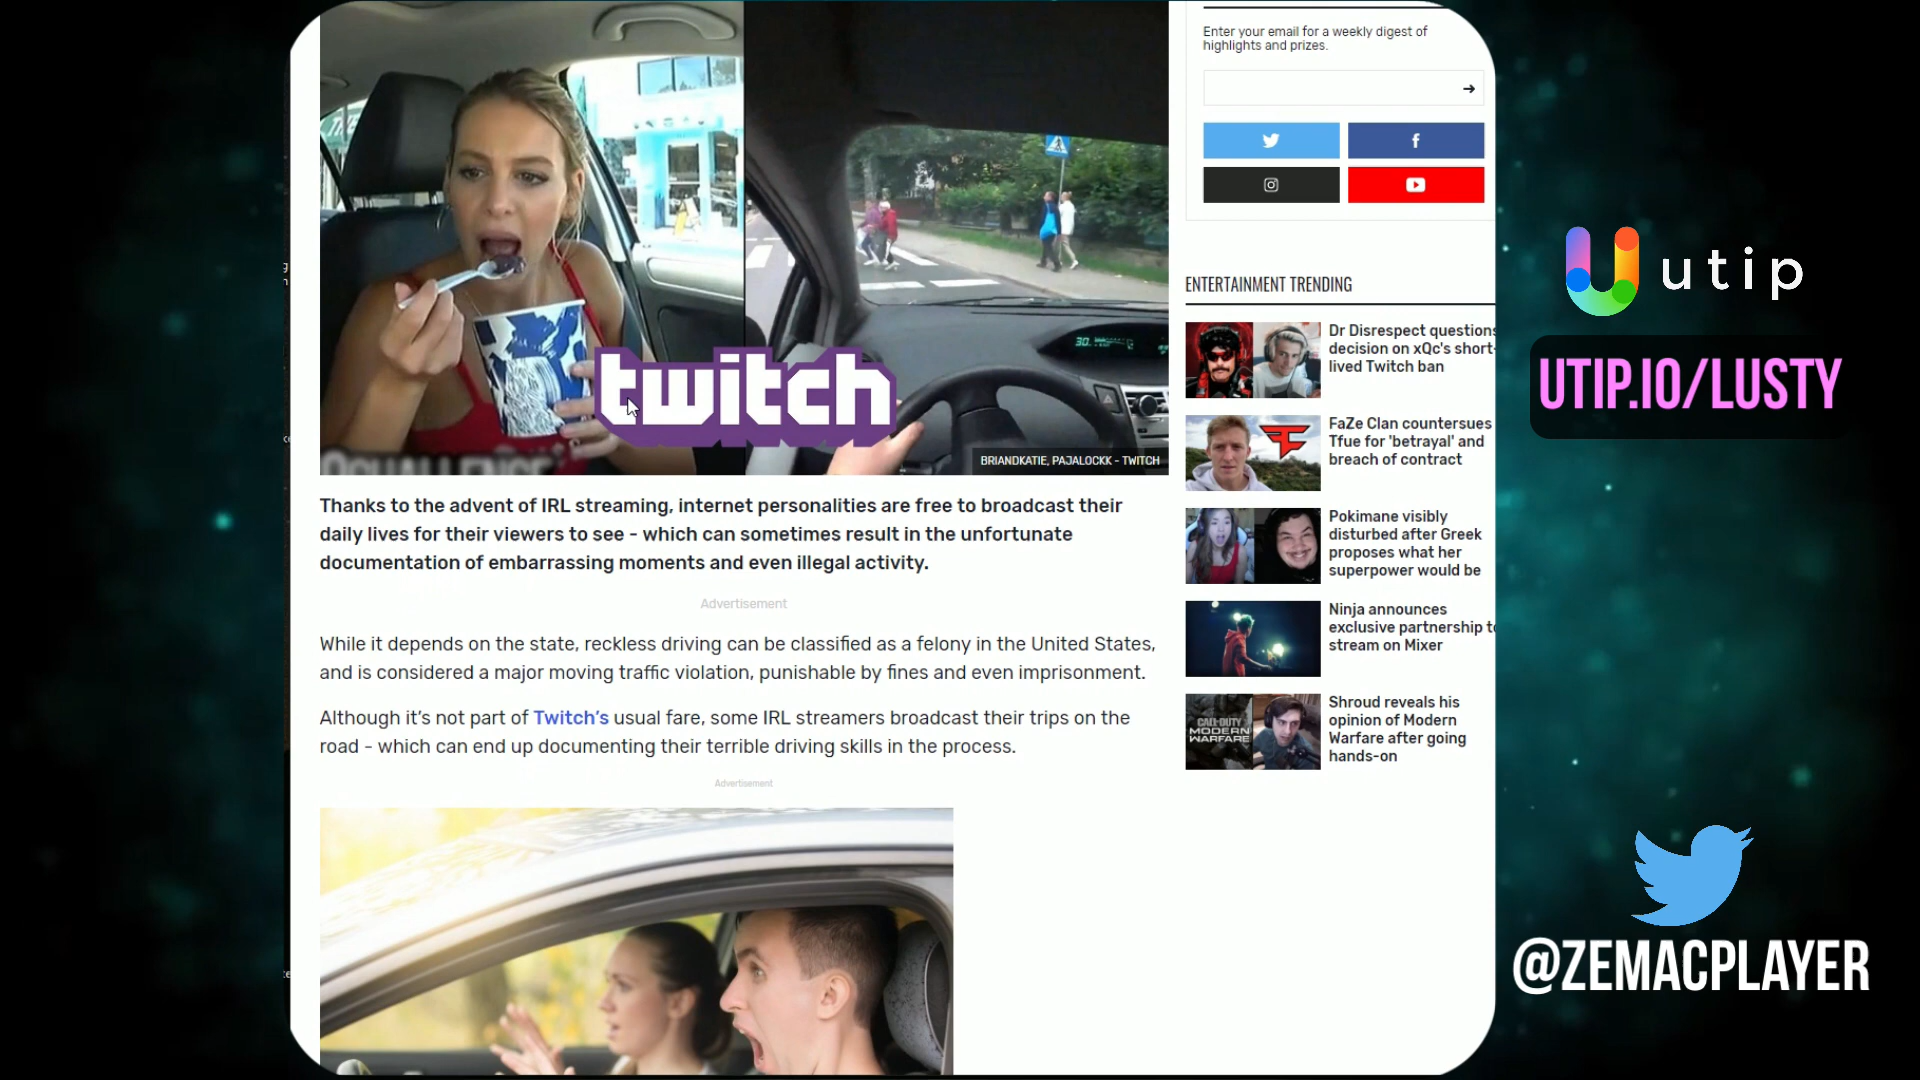 twitch
BRIANDKATIE, PAJALOCKK - TWITCH
Thanks to the advent of IRL streaming, internet personalities are free to broadcast their
daily lives for their viewers to see - which can sometimes result in the unfortunate
documentation of embarrassing moments and even illegal activity.
Advertisement
While it depends on the state, reckless driving can be classified as a felony in the United States,
and is considered a major moving traffic violation, punishable by fines and even imprisonment.
Although it’s not part of Twitch’s usual fare, some IRL streamers broadcast their trips on the
road - which can end up documenting their terrible driving skills in the process.
Advertisement
Enter your email for a weekly digest of
highlights and prizes.
ENTERTAINMENT TRENDING
Dr Disrespect questions
decision on xQc's short-
lived Twitch ban
FaZe Clan countersues
Tfue for 'betrayal' and
breach of contract
Pokimane visibly
disturbed after Greek
proposes what her
superpower would be
Ninja announces
exclusive partnership to
stream on Mixer
CALL·DUTY
MODERN
WARFARE
Shroud reveals his
opinion of Modern
Warfare after going
hands-on
utip
UTIP.IO/LUSTY
@ZEMACPLAYER